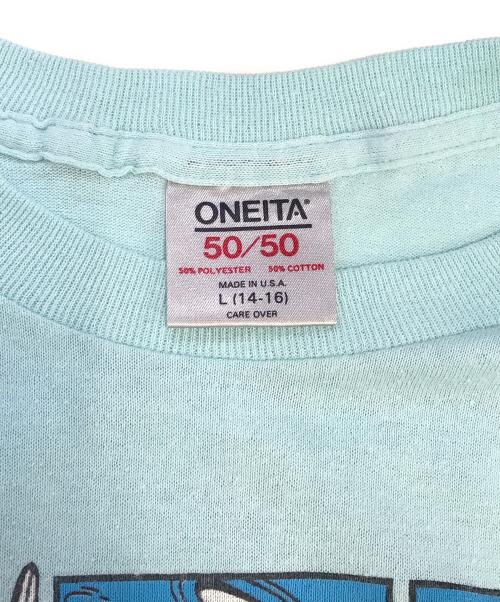 ONEITA®
50/50
50% POLYESTER 50% COTTON
MADE IN U.S.A.
L (14-16)
CARE OVER